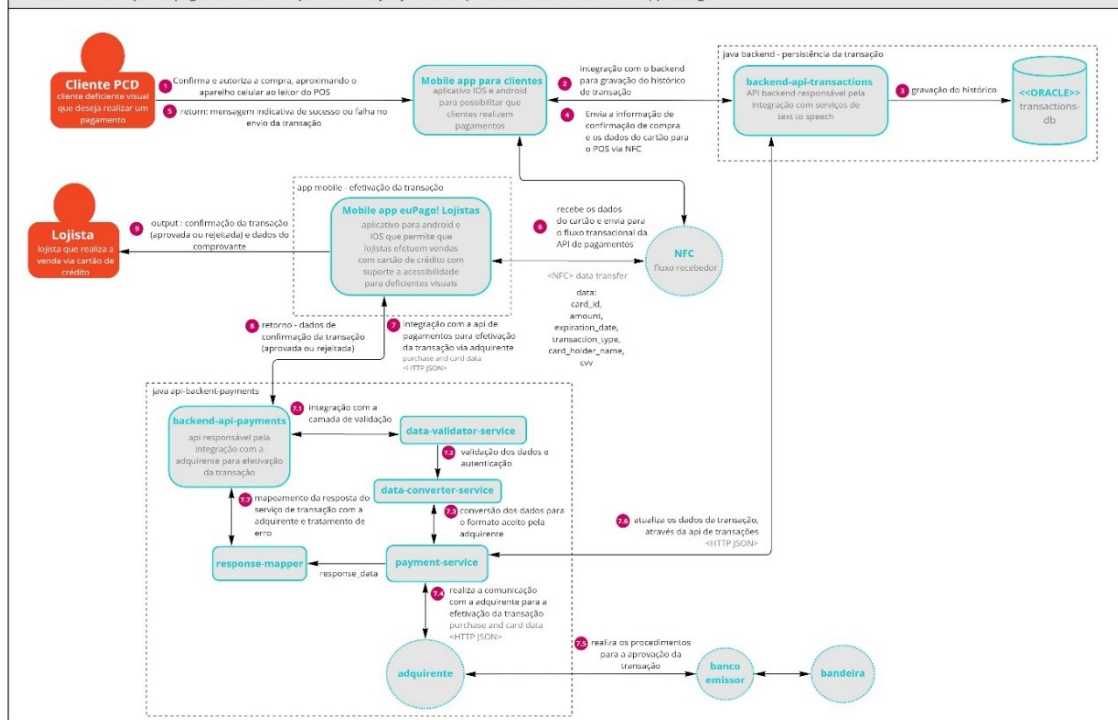 java backend - persistência da transação
Cliente PCD
cliente deficiente visual
que deseja realizar um
pagamento
1 Confirma e autoriza a compra, aproximando o
aparelho celular ao leitor do POS
5 return: mensagem indicativa de sucesso ou falha no
envio da transação
Mobile app para clientes
aplicativo IOS e android
para possibilitar que
clientes realizem
pagamentos
2 Integração com o backend
para gravação do histórico
de transação
4 Envia a informação de
confirmação de compra
e os dados do cartão para
o POS via NFC
backend-api-transactions
API backend responsável pela
integração com serviços de
text to speech
3 gravação do histórico
<<ORACLE>>
transactions-
db
app mobile - efetivação da transação
Lojista
lojista que realiza a
venda via cartão de
crédito
9 output : confirmação da transação
(aprovada ou rejeitada) e dados do
comprovante
Mobile app euPago! Lojistas
aplicativo para android e
IOS que permite que
lojistas efetuem vendas
com cartão de crédito com
suporte a acessibilidade
para deficientes visuais
6 recebe os dados
do cartão e envia para
o fluxo transacional da
API de pagamentos
<NFC> data transfer
data:
card_id,
amount,
expiration_date,
transaction_type,
card_holder_name,
cvv
NFC
fluxo recebedor
8 retorno - dados de
confirmação da transação
(aprovada ou rejeitada)
7 integração com a api de
pagamentos para efetivação
da transação via adquirente
purchase and card data
<HTTP JSON>
java api-backent-payments
backend-api-payments
api responsável pela
integração com a
adquirente para efetivação
da transação
7.1 integração com a
camada de validação
data-validator-service
7.2 validação dos dados e
autenticação
data-converter-service
7.3 conversão dos dados para
o formato aceito pela
adquirente
7.7 mapeamento da resposta do
serviço de transação com a
adquirente e tratamento de
erro
response-mapper
response_data
payment-service
7.6 atualiza os dados da transação,
através da api de transações
<HTTP JSON>
7.4 realiza a comunicação
com a adquirente para a
efetivação da transação
purchase and card data
<HTTP JSON>
adquirente
7.5 realiza os procedimentos
para a aprovação da
transação
banco
emissor
bandeira